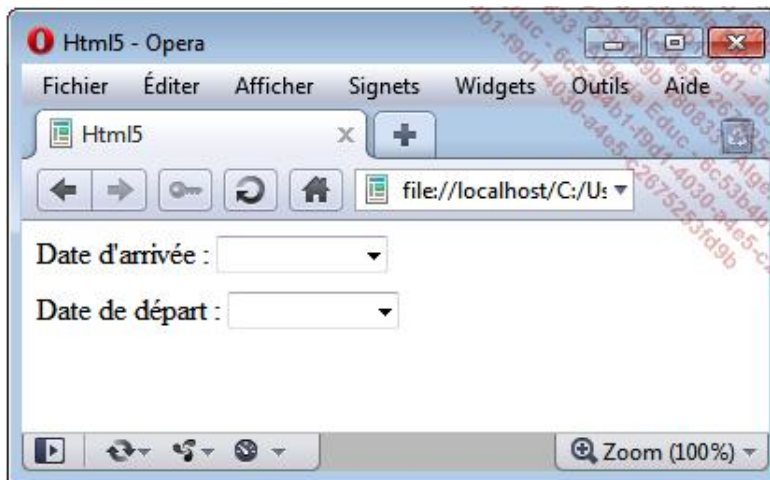 Html5 - Opera
Fichier Éditer Afficher Signets Widgets Outils Aide
Html5
file://localhost/C:/Us
Date d'arrivée :
Date de départ :
Zoom (100%)